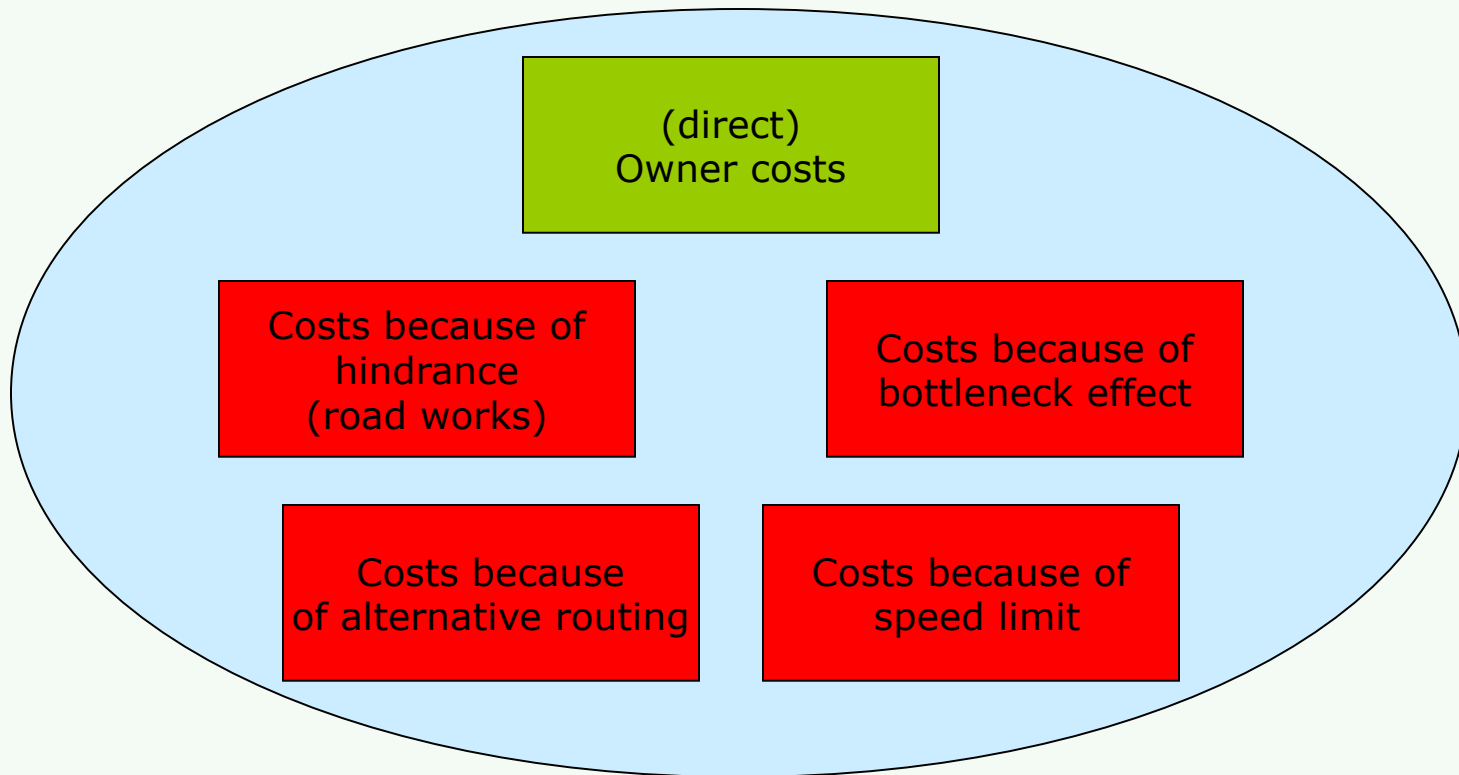 (direct)
Owner costs
Costs because of
hindrance
(road works)
Costs because of
bottleneck effect
Costs because
of alternative routing
Costs because of
speed limit